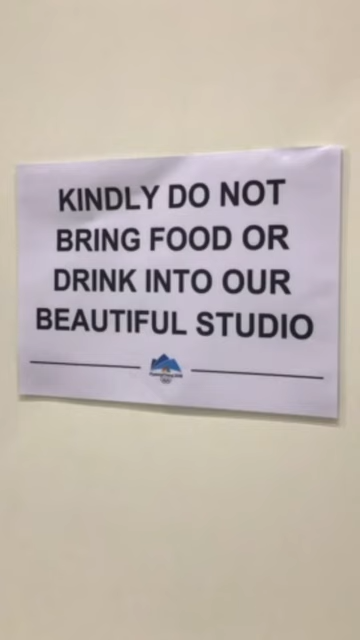 KINDLY DO NOT
BRING FOOD OR
DRINK INTO OUR
BEAUTIFUL STUDIO